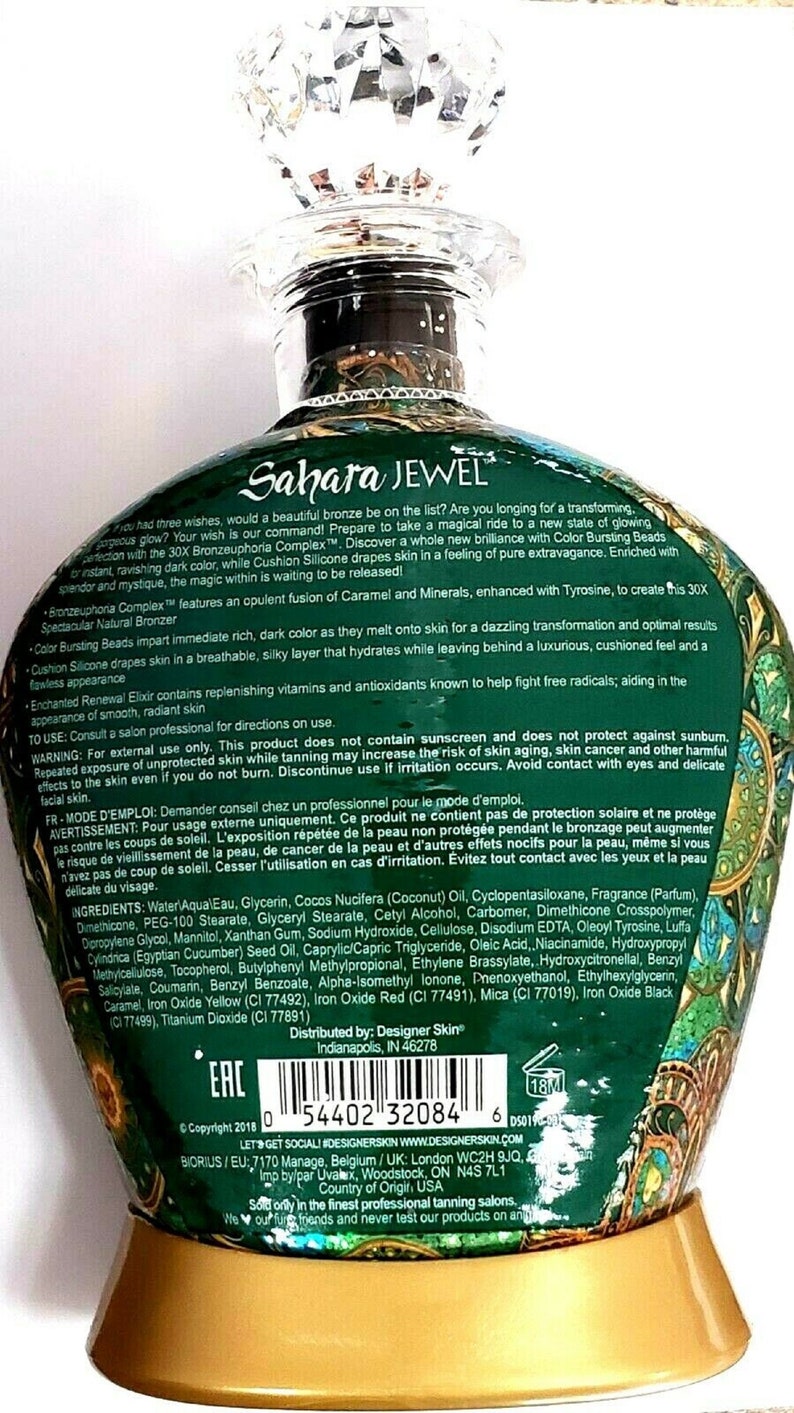 Sahara JEWEL™
If you had three wishes, would a beautiful bronze be on the list? Are you longing for a transforming,
gorgeous glow? Your wish is our command! Prepare to take a magical ride to a new state of glowing
perfection with the 30X Bronzeuphoria Complex™. Discover a whole new brilliance with Color Bursting Beads
for instant, ravishing dark color, while Cushion Silicone drapes skin in a feeling of pure extravagance. Enriched with
splendor and mystique, the magic within is waiting to be released!
• Bronzeuphoria Complex™ features an opulent fusion of Caramel and Minerals, enhanced with Tyrosine, to create this 30X
Spectacular Natural Bronzer
• Color Bursting Beads impart immediate rich, dark color as they melt onto skin for a dazzling transformation and optimal results
• Cushion Silicone drapes skin in a breathable, silky layer that hydrates while leaving behind a luxurious, cushioned feel and a
flawless appearance
• Enchanted Renewal Elixir contains replenishing vitamins and antioxidants known to help fight free radicals; aiding in the
appearance of smooth, radiant skin
TO USE: Consult a salon professional for directions on use.
WARNING: For external use only. This product does not contain sunscreen and does not protect against sunburn.
Repeated exposure of unprotected skin while tanning may increase the risk of skin aging, skin cancer and other harmful
effects to the skin even if you do not burn. Discontinue use if irritation occurs. Avoid contact with eyes and delicate
facial skin.
FR - MODE D'EMPLOI: Demander conseil chez un professionnel pour le mode d'emploi.
AVERTISSEMENT: Pour usage externe uniquement. Ce produit ne contient pas de protection solaire et ne protège
pas contre les coups de soleil. L'exposition répétée de la peau non protégée pendant le bronzage peut augmenter
le risque de vieillissement de la peau, de cancer de la peau et d'autres effets nocifs pour la peau, même si vous
n'avez pas de coup de soleil. Cesser l'utilisation en cas d'irritation. Évitez tout contact avec les yeux et la peau
délicate du visage.
INGREDIENTS: Water\Aqua\Eau, Glycerin, Cocos Nucifera (Coconut) Oil, Cyclopentasiloxane, Fragrance (Parfum),
Dimethicone, PEG-100 Stearate, Glyceryl Stearate, Cetyl Alcohol, Carbomer, Dimethicone Crosspolymer,
Dipropylene Glycol, Mannitol, Xanthan Gum, Sodium Hydroxide, Cellulose, Disodium EDTA, Oleoyl Tyrosine, Luffa
Cylindrica (Egyptian Cucumber) Seed Oil, Caprylic/Capric Triglyceride, Oleic Acid, Niacinamide, Hydroxypropyl
Methylcellulose, Tocopherol, Butylphenyl Methylpropional, Ethylene Brassylate, Hydroxycitronellal, Benzyl
Salicylate, Coumarin, Benzyl Benzoate, Alpha-Isomethyl Ionone, Phenoxyethanol, Ethylhexylglycerin,
Caramel, Iron Oxide Yellow (CI 77492), Iron Oxide Red (CI 77491), Mica (CI 77019), Iron Oxide Black
(CI 77499), Titanium Dioxide (CI 77891)
Distributed by: Designer Skin®
Indianapolis, IN 46278
EAC
18M
0 54402 32084 6
© Copyright 2018
LET'S GET SOCIAL! #DESIGNERSKIN WWW.DESIGNERSKIN.COM
BIORIUS / EU: 7170 Manage, Belgium / UK: London WC2H 9JQ,
Imp by/par Uvalux, Woodstock, ON N4S 7L1
Country of Origin USA
Sold only in the finest professional tanning salons.
We ♥ our furry friends and never test our products on